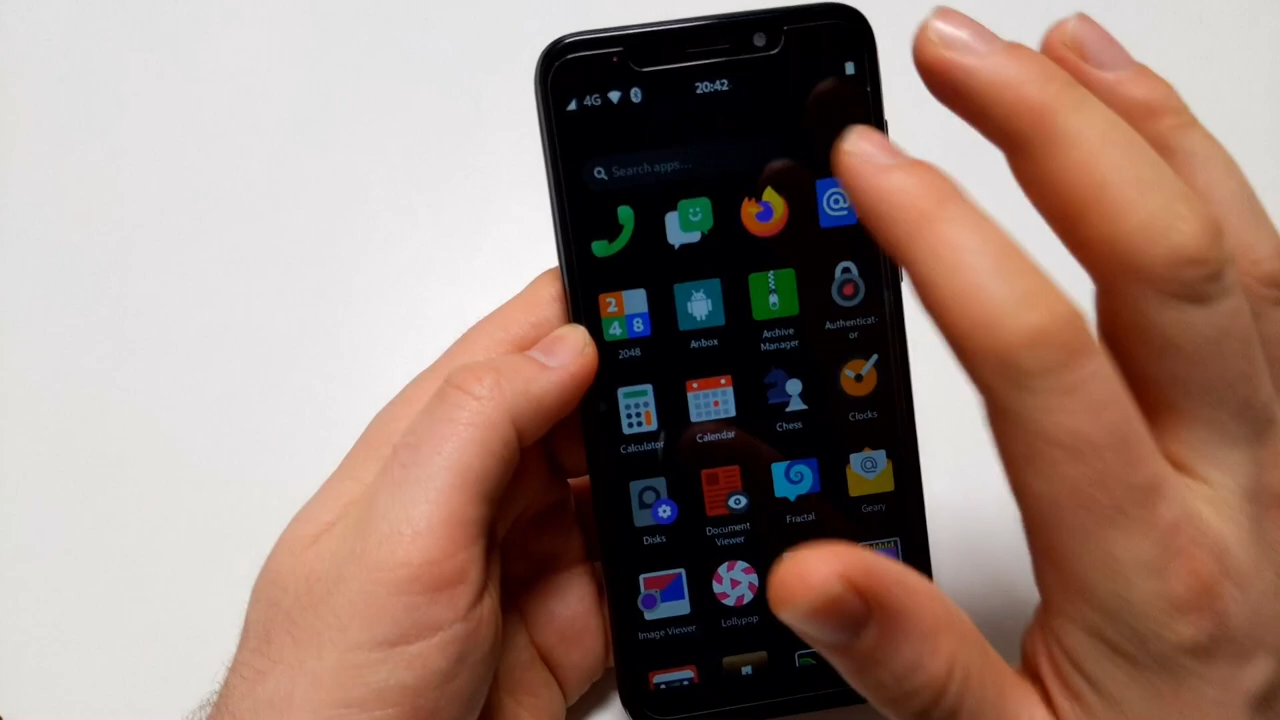 4G
20:42
Search apps...
@
2
4 8
2048
Anbox
Archive
Manager
Authenticat-
or
Calculator
Calendar
Chess
Clocks
Disks
Document
Viewer
Fractal
@
Geary
Image Viewer
Lollypop